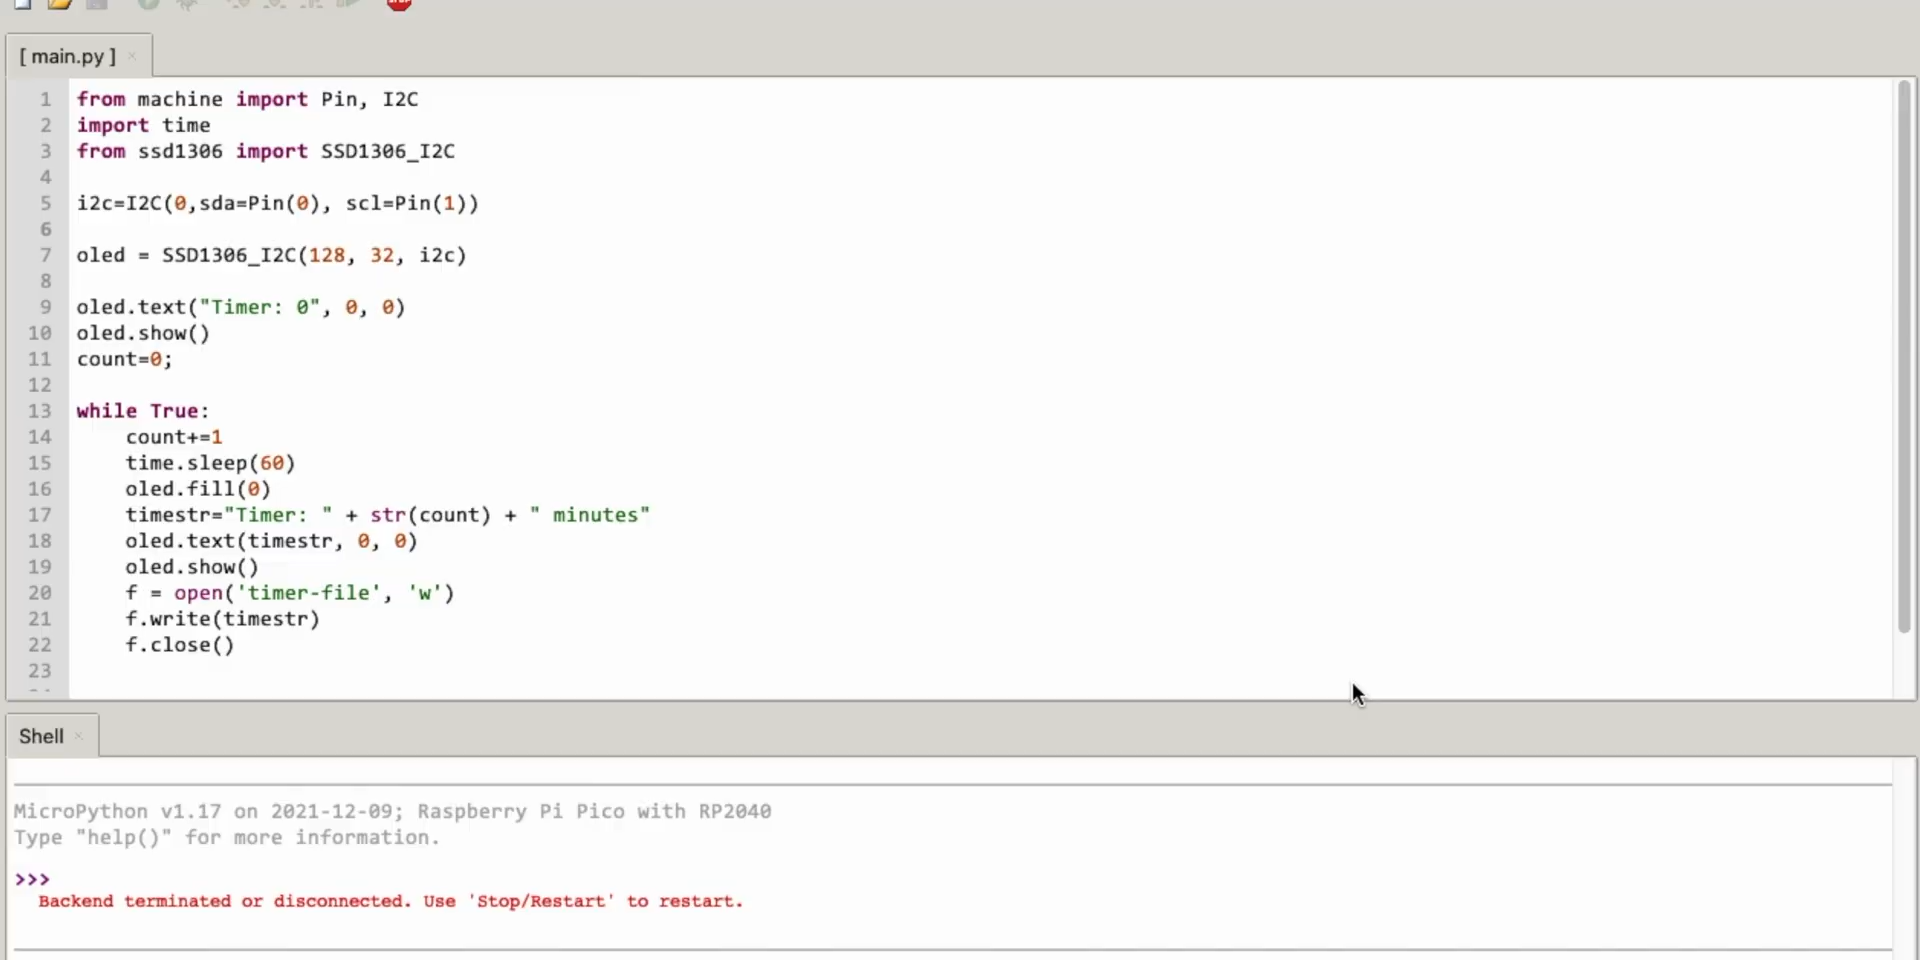 [ main.py ]
1 from machine import Pin, I2C
2 import time
3 from ssd1306 import SSD1306_I2C
4
5 i2c=I2C(0,sda=Pin(0), scl=Pin(1))
6
7 oled = SSD1306_I2C(128, 32, i2c)
8
9 oled.text("Timer: 0", 0, 0)
10 oled.show()
11 count=0;
12
13 while True:
14     count+=1
15     time.sleep(60)
16     oled.fill(0)
17     timestr="Timer: " + str(count) + " minutes"
18     oled.text(timestr, 0, 0)
19     oled.show()
20     f = open('timer-file', 'w')
21     f.write(timestr)
22     f.close()
23
Shell
MicroPython v1.17 on 2021-12-09; Raspberry Pi Pico with RP2040
Type "help()" for more information.
>>>
Backend terminated or disconnected. Use 'Stop/Restart' to restart.